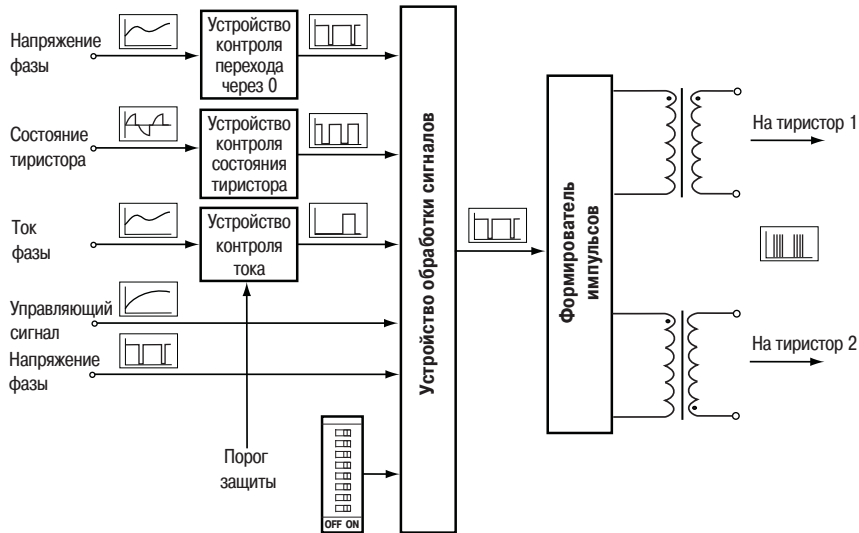 Напряжение
фазы
Устройство
контроля
перехода
через 0
Состояние
тиристора
Устройство
контроля
состояния
тиристора
Ток
фазы
Устройство
контроля
тока
Управляющий
сигнал
Напряжение
фазы
Порог
защиты
OFF ON
Устройство обработки сигналов
Формирователь
импульсов
На тиристор 1
На тиристор 2